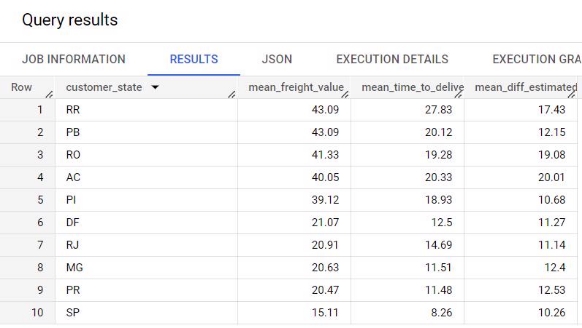 Query results
JOB INFORMATION RESULTS JSON EXECUTION DETAILS EXECUTION GRA
Row customer_state mean_freight_value mean_time_to_delive mean_diff_estimated
1 RR 43.09 27.83 17.43
2 PB 43.09 20.12 12.15
3 RO 41.33 19.28 19.08
4 AC 40.05 20.33 20.01
5 PI 39.12 18.93 10.68
6 DF 21.07 12.5 11.27
7 RJ 20.91 14.69 11.14
8 MG 20.63 11.51 12.4
9 PR 20.47 11.48 12.53
10 SP 15.11 8.26 10.26